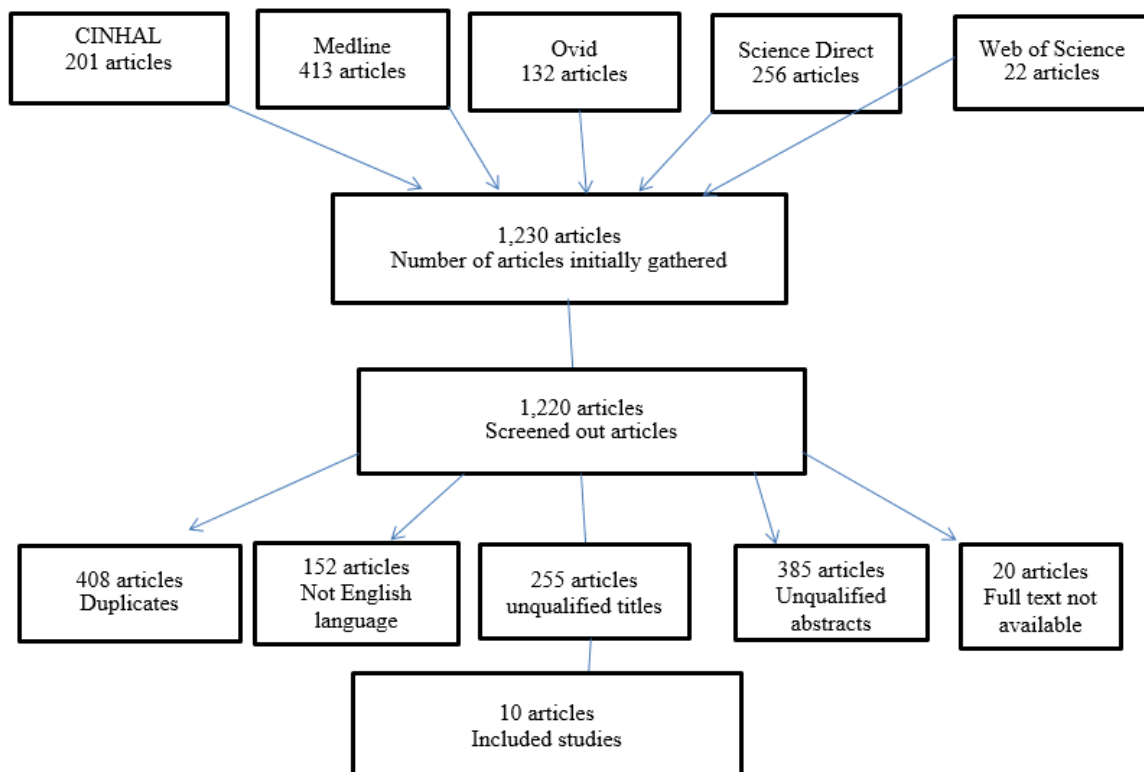 CINHAL
201 articles
Medline
413 articles
Ovid
132 articles
Science Direct
256 articles
Web of Science
22 articles
1,230 articles
Number of articles initially gathered
1,220 articles
Screened out articles
408 articles
Duplicates
152 articles
Not English
language
255 articles
unqualified titles
385 articles
Unqualified
abstracts
20 articles
Full text not
available
10 articles
Included studies